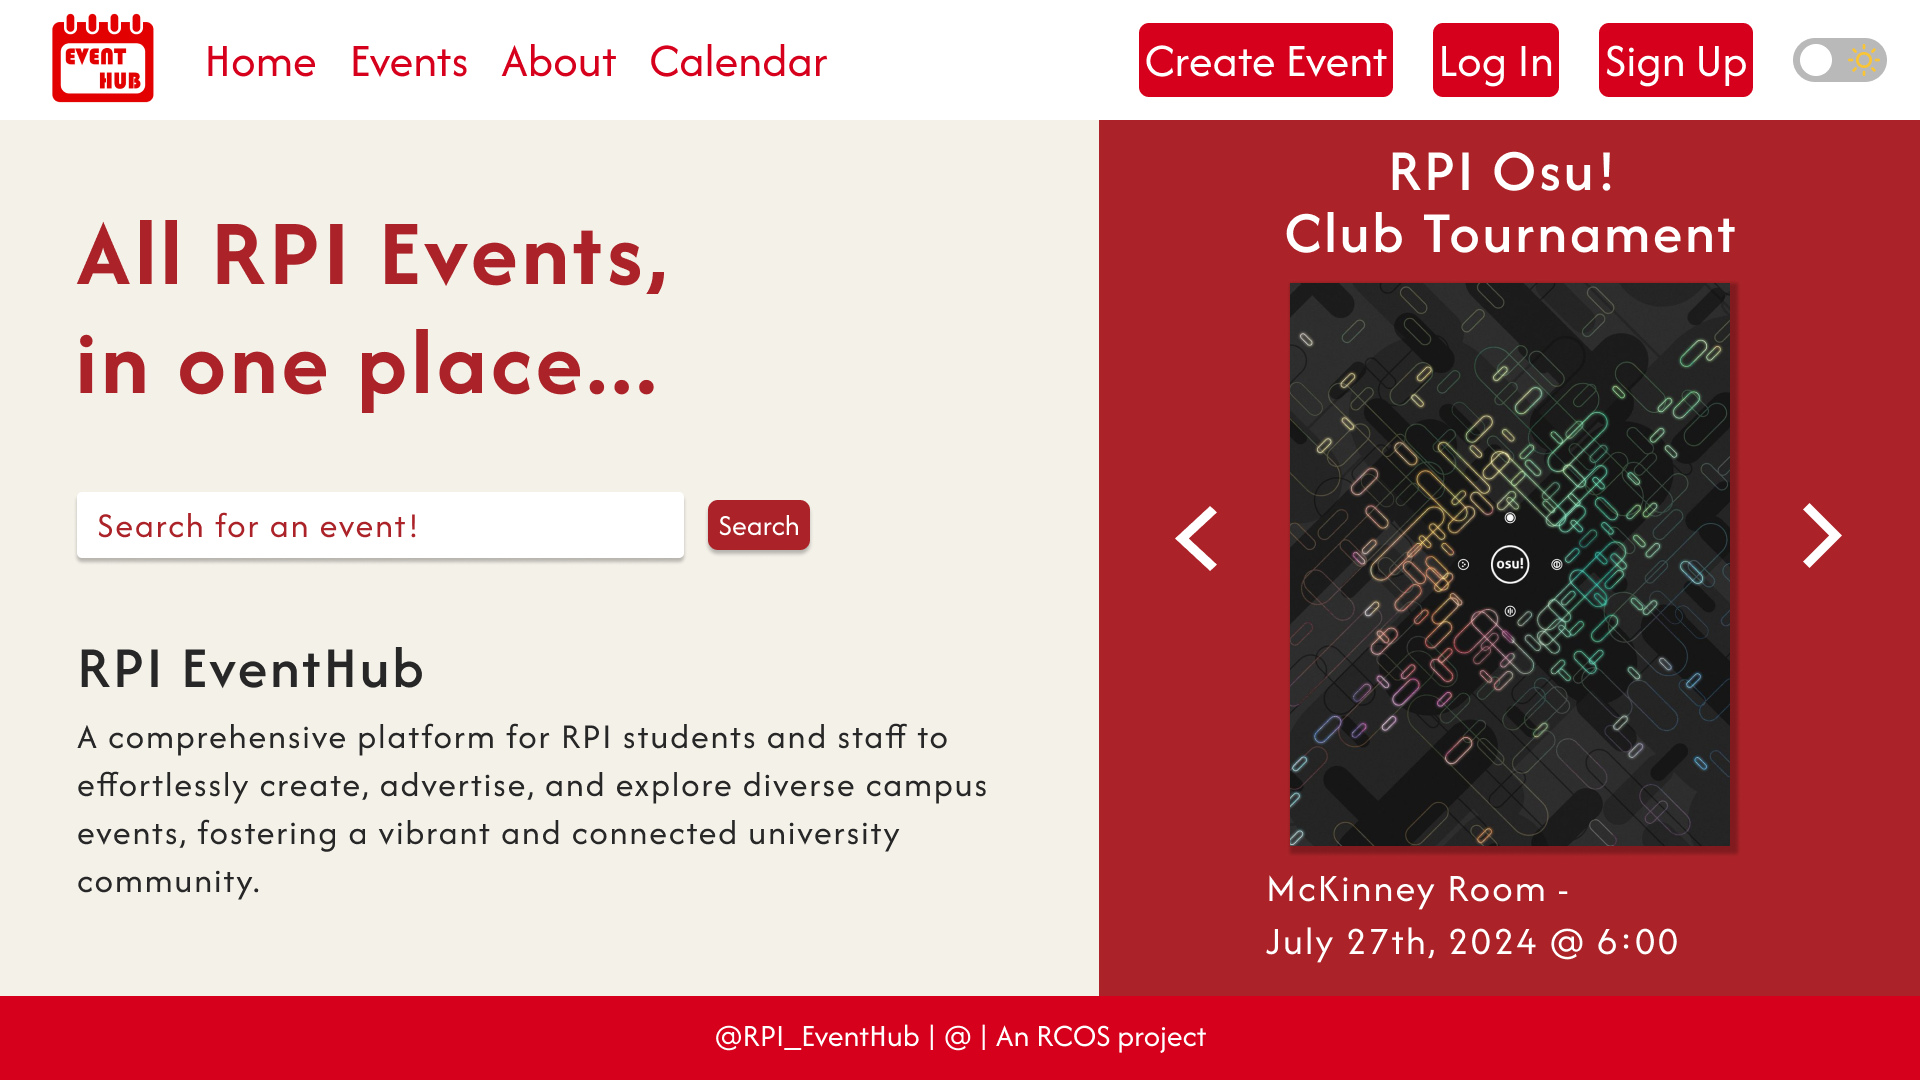 EVENT
HUB
Home Events About Calendar
Create Event Log In Sign Up
All RPI Events,
in one place...
Search for an event! Search
RPI EventHub
A comprehensive platform for RPI students and staff to
effortlessly create, advertise, and explore diverse campus
events, fostering a vibrant and connected university
community.
RPI Osu!
Club Tournament
osu!
McKinney Room -
July 27th, 2024 @ 6:00
@RPI_EventHub | @ | An RCOS project